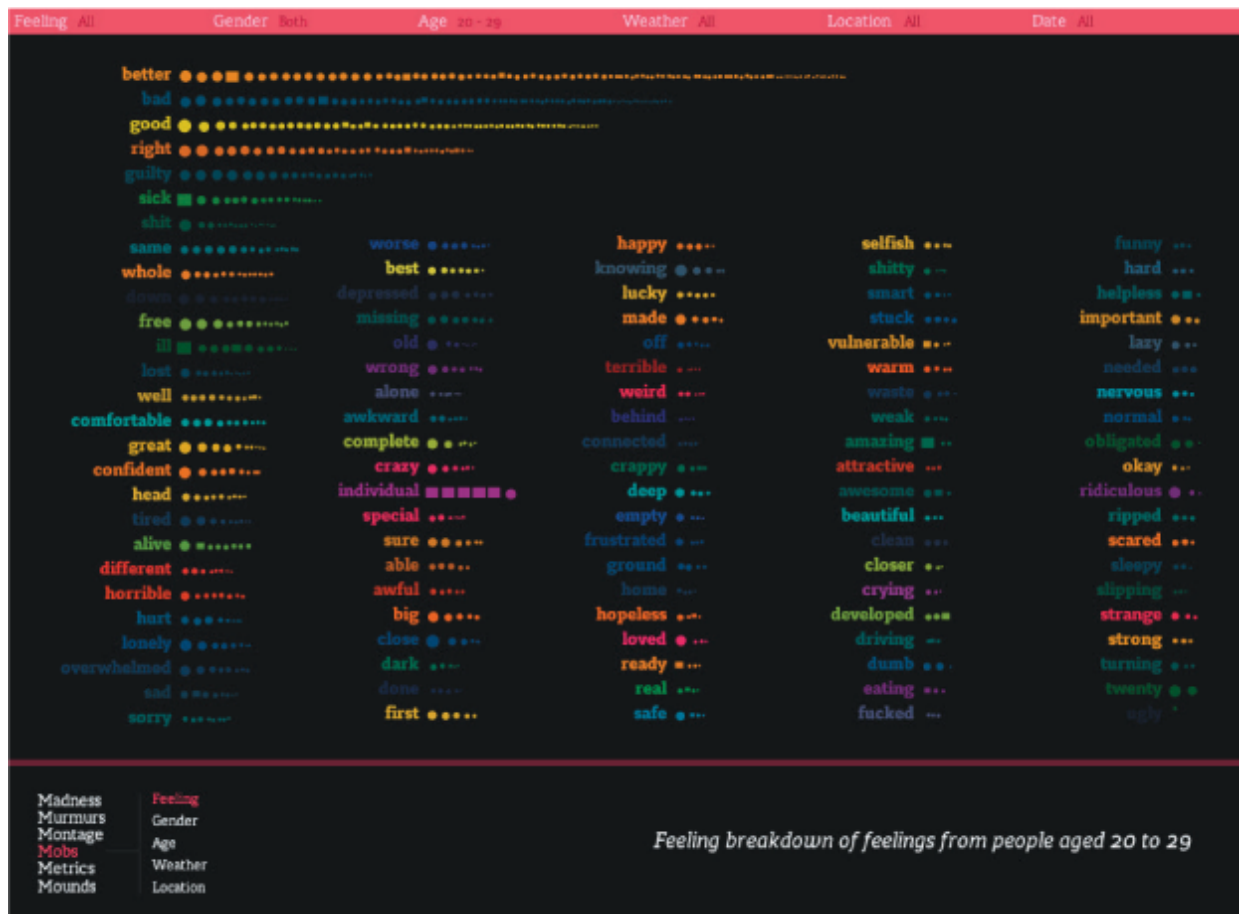 Feeling All Gender Both Age 20 - 29 Weather All Location All Date All
better
bad
good
right
guilty
sick
shit
same
whole
down
free
ill
lost
well
comfortable
great
confident
head
tired
alive
different
horrible
hurt
lonely
overwhelmed
sad
sorry
worse
best
depressed
missing
old
wrong
alone
awkward
complete
crazy
individual
special
sure
able
awful
big
close
dark
done
first
happy
knowing
lucky
made
off
terrible
weird
behind
connected
crappy
deep
empty
frustrated
ground
home
hopeless
loved
ready
real
safe
selfish
shitty
smart
stuck
vulnerable
warm
waste
weak
amazing
attractive
awesome
beautiful
clean
closer
crying
developed
driving
dumb
eating
fucked
funny
hard
helpless
important
lazy
needed
nervous
normal
obligated
okay
ridiculous
ripped
scared
sleepy
slipping
strange
strong
turning
twenty
ugly
Madness
Murmurs
Montage
Mobs
Metrics
Mounds
Feeling
Gender
Age
Weather
Location
Feeling breakdown of feelings from people aged 20 to 29